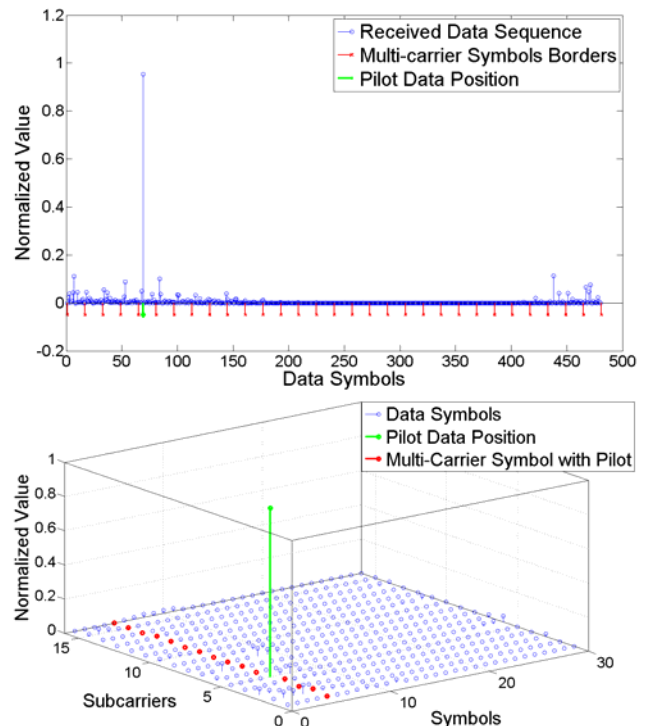 1.2
1
0.8
0.6
0.4
0.2
0
-0.2
Normalized Value
Received Data Sequence
Multi-carrier Symbols Borders
Pilot Data Position
0 50 100 150 200 250 300 350 400 450 500
Data Symbols
Data Symbols
Pilot Data Position
Multi-Carrier Symbol with Pilot
1
0.8
0.6
0.4
0.2
0
Normalized Value
15
10
5
0
Subcarriers
0
10
20
30
Symbols